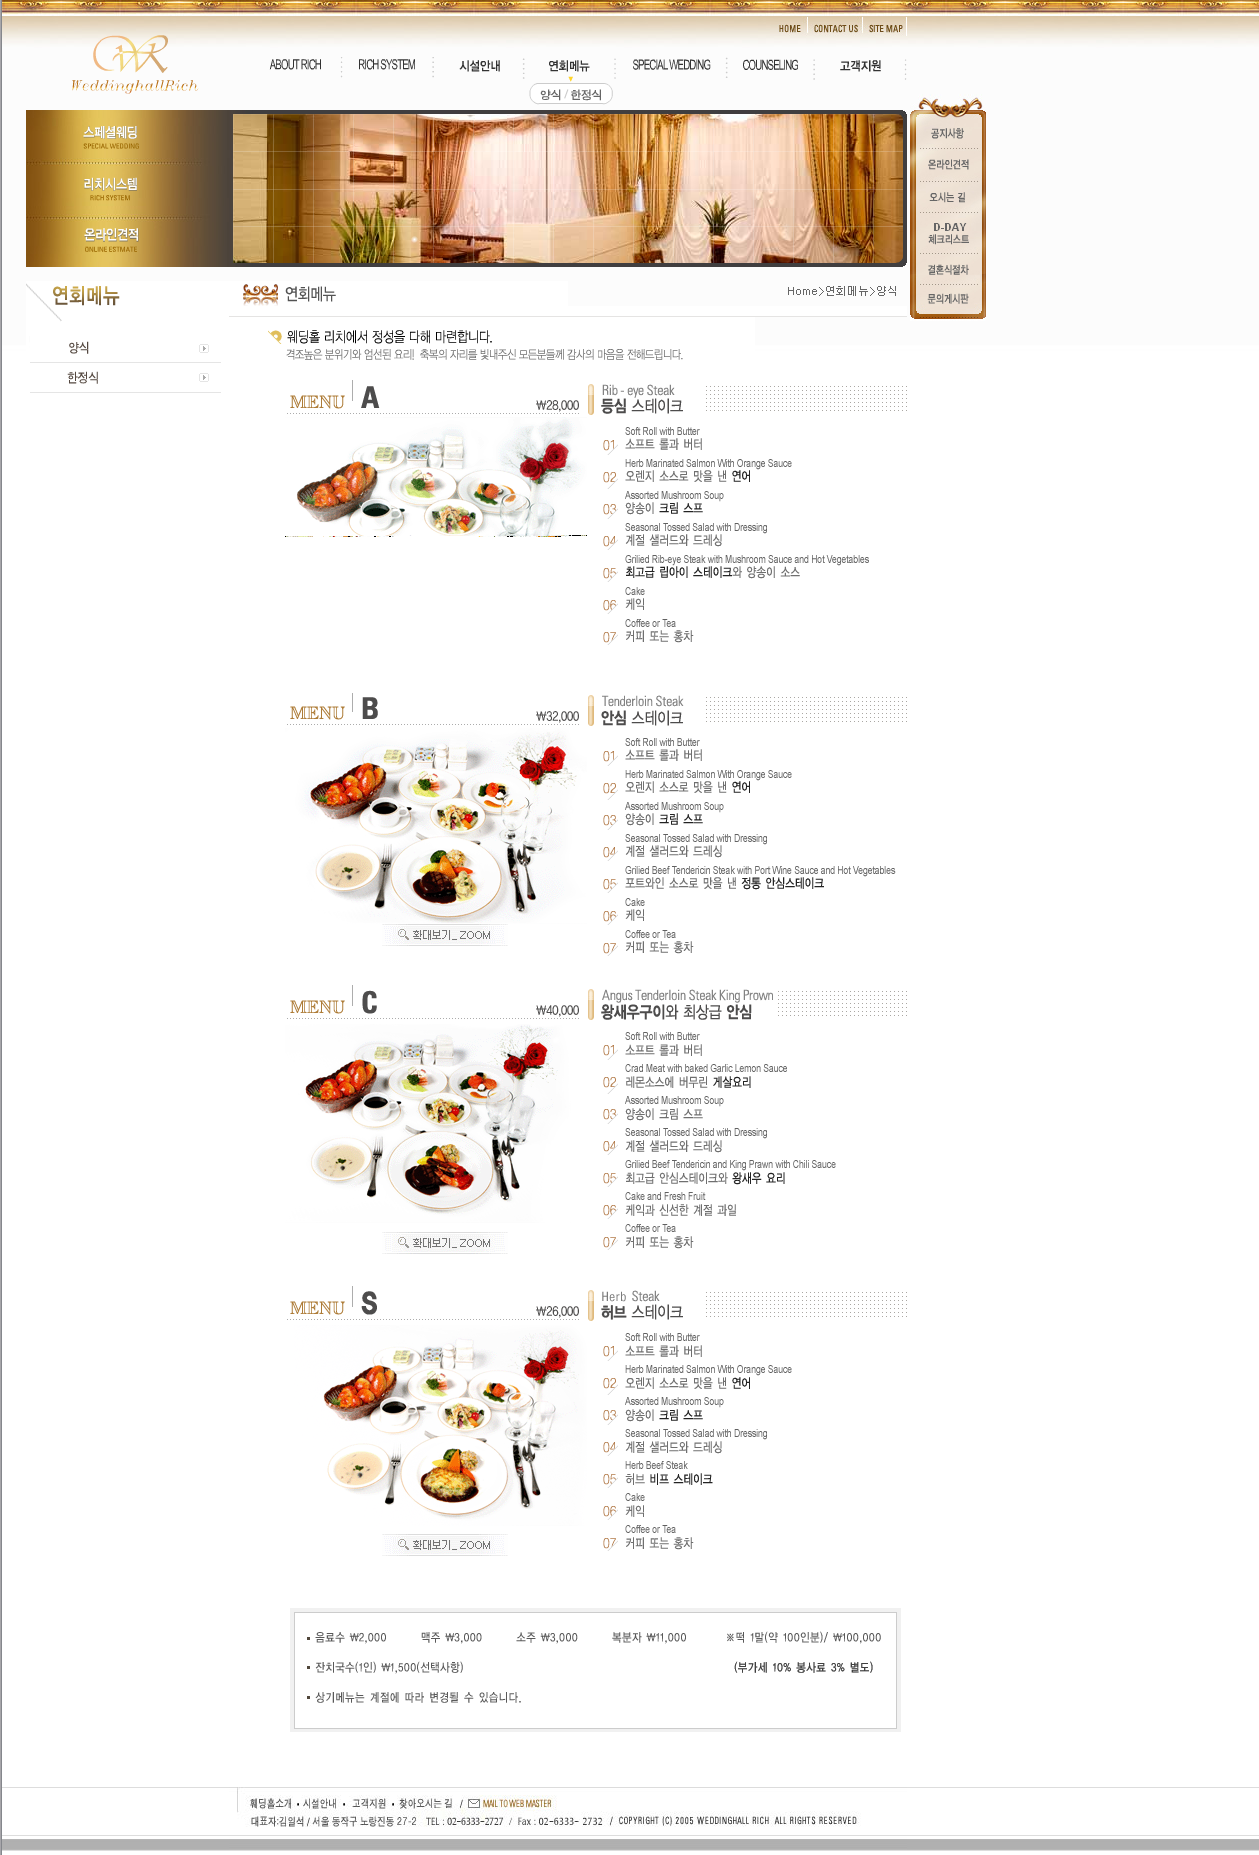 HOME CONTACT US SITE MAP
WeddinghallRich
ABOUT RICH RICH SYSTEM 시설안내 연회메뉴 SPECIAL WEDDING COUNSELING 고객지원
양식 / 한정식
스페셜웨딩
SPECIAL WEDDING
리치시스템
RICH SYSTEM
온라인견적
ONLINE ESTMATE
공지사항
온라인견적
오시는 길
D-DAY
체크리스트
결혼식절차
문의게시판
연회메뉴
양식
한정식
연회메뉴
Home>연회메뉴>양식
웨딩홀 리치에서 정성을 다해 마련합니다.
격조높은 분위기와 엄선된 요리! 축복의 자리를 빛내주신 모든분들께 감사의 마음을 전해드립니다.
MENU A ₩28,000
Rib - eye Steak
등심 스테이크
Soft Roll with Butter
01 소프트 롤과 버터
Herb Marinated Salmon With Orange Sauce
02 오렌지 소스로 맛을 낸 연어
Assorted Mushroom Soup
03 양송이 크림 스프
Seasonal Tossed Salad with Dressing
04 계절 샐러드와 드레싱
Grilied Rib-eye Steak with Mushroom Sauce and Hot Vegetables
05 최고급 립아이 스테이크와 양송이 소스
Cake
06 케익
Coffee or Tea
07 커피 또는 홍차
MENU B ₩32,000
Tenderloin Steak
안심 스테이크
Soft Roll with Butter
01 소프트 롤과 버터
Herb Marinated Salmon With Orange Sauce
02 오렌지 소스로 맛을 낸 연어
Assorted Mushroom Soup
03 양송이 크림 스프
Seasonal Tossed Salad with Dressing
04 계절 샐러드와 드레싱
Grilied Beef Tendericin Steak with Port Wine Sauce and Hot Vegetables
05 포트와인 소스로 맛을 낸 정통 안심스테이크
Cake
06 케익
Coffee or Tea
07 커피 또는 홍차
확대보기_ZOOM
MENU C ₩40,000
Angus Tenderloin Steak King Prown
왕새우구이와 최상급 안심
Soft Roll with Butter
01 소프트 롤과 버터
Crad Meat with baked Garlic Lemon Sauce
02 레몬소스에 버무린 게살요리
Assorted Mushroom Soup
03 양송이 크림 스프
Seasonal Tossed Salad with Dressing
04 계절 샐러드와 드레싱
Grilied Beef Tendericin and King Prawn with Chili Sauce
05 최고급 안심스테이크와 왕새우 요리
Cake and Fresh Fruit
06 케익과 신선한 계절 과일
Coffee or Tea
07 커피 또는 홍차
확대보기_ZOOM
MENU S ₩26,000
Herb Steak
허브 스테이크
Soft Roll with Butter
01 소프트 롤과 버터
Herb Marinated Salmon With Orange Sauce
02 오렌지 소스로 맛을 낸 연어
Assorted Mushroom Soup
03 양송이 크림 스프
Seasonal Tossed Salad with Dressing
04 계절 샐러드와 드레싱
Herb Beef Steak
05 허브 비프 스테이크
Cake
06 케익
Coffee or Tea
07 커피 또는 홍차
확대보기_ZOOM
▪ 음료수 ₩2,000 맥주 ₩3,000 소주 ₩3,000 복분자 ₩11,000 ※떡 1말(약 100인분)/ ₩100,000
▪ 잔치국수(1인) ₩1,500(선택사항) (부가세 10% 봉사료 3% 별도)
▪ 상기메뉴는 계절에 따라 변경될 수 있습니다.
웨딩홀소개 • 시설안내 • 고객지원 • 찾아오시는 길 / MAIL TO WEB MASTER
대표자:김일석 / 서울 동작구 노량진동 27-2 TEL : 02-6333-2727 / Fax : 02-6333- 2732 / COPYRIGHT (C) 2005 WEDDINGHALL RICH ALL RIGHTS RESERVED